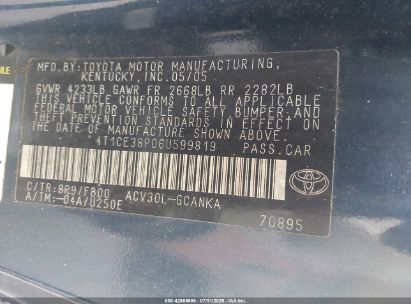 MFD.BY:TOYOTA MOTOR MANUFACTURING,
KENTUCKY, INC. 05/05
GVWR 4233LB GAWR FR 2668LB RR 2282LB
THIS VEHICLE CONFORMS TO ALL APPLICABLE
FEDERAL MOTOR VEHICLE SAFETY, BUMPER, AND
THEFT PREVENTION STANDARDS IN EFFECT ON
THE DATE OF MANUFACTURE SHOWN ABOVE.
4T1CE38P06U599819 PASS.CAR
C/TR:8R9/FB00 ACV30L-GCANKA
A/TM:-04A/U250E
TOYOTA
70895